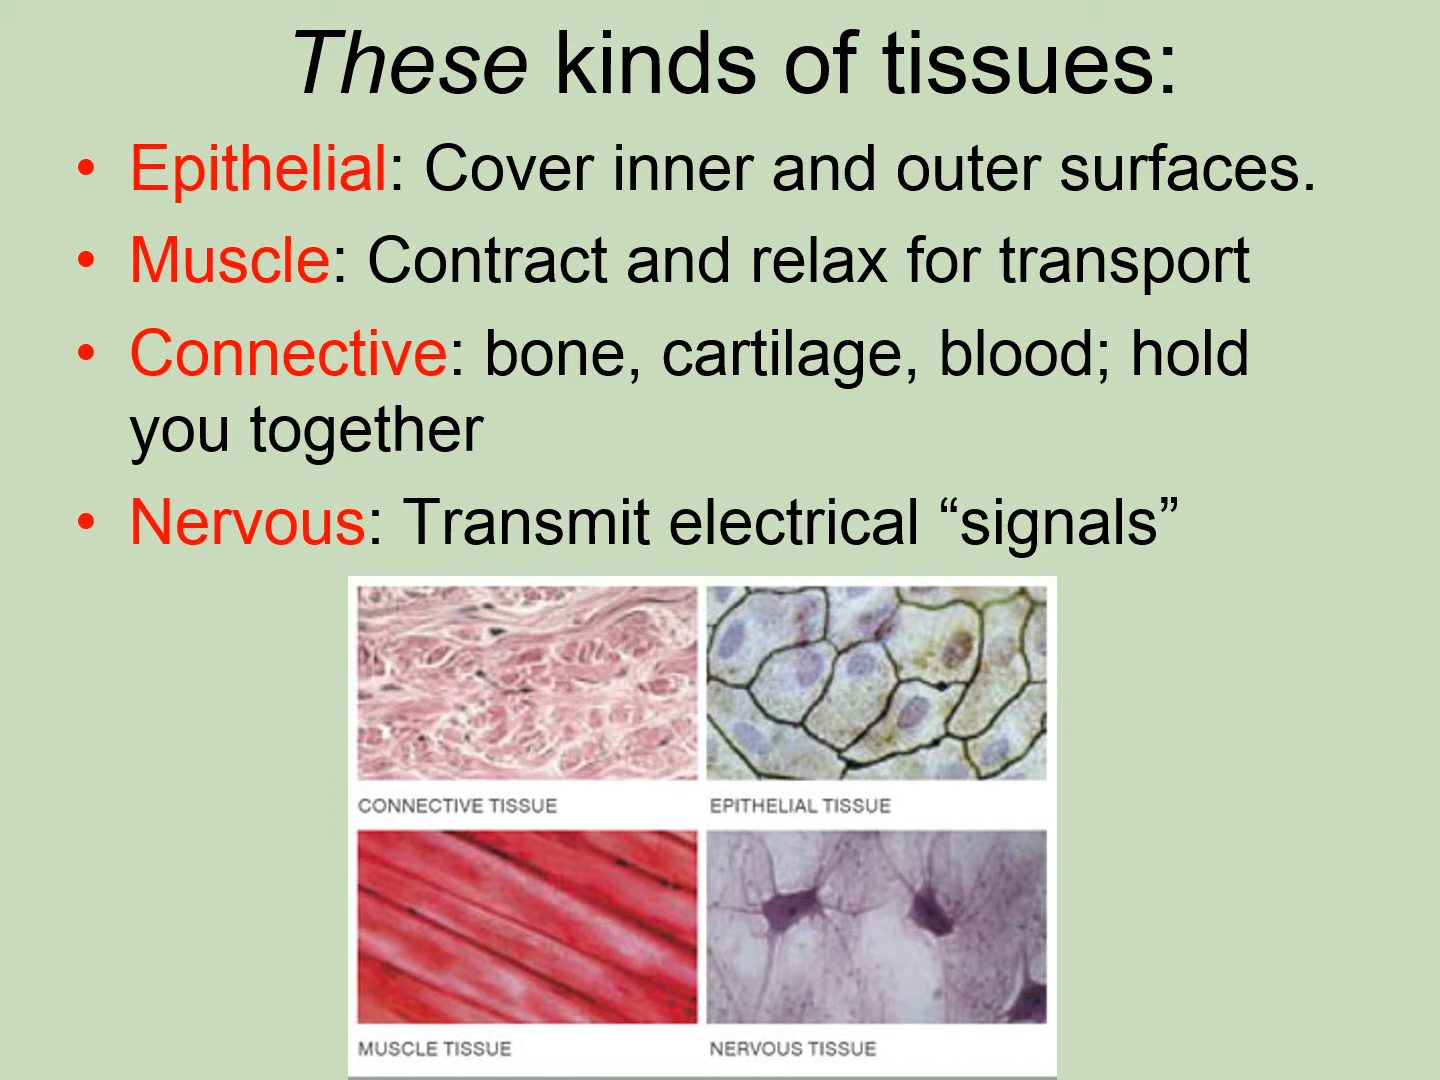 These kinds of tissues:
• Epithelial: Cover inner and outer surfaces.
• Muscle: Contract and relax for transport
• Connective: bone, cartilage, blood; hold
you together
• Nervous: Transmit electrical “signals”
CONNECTIVE TISSUE
EPITHELIAL TISSUE
MUSCLE TISSUE
NERVOUS TISSUE